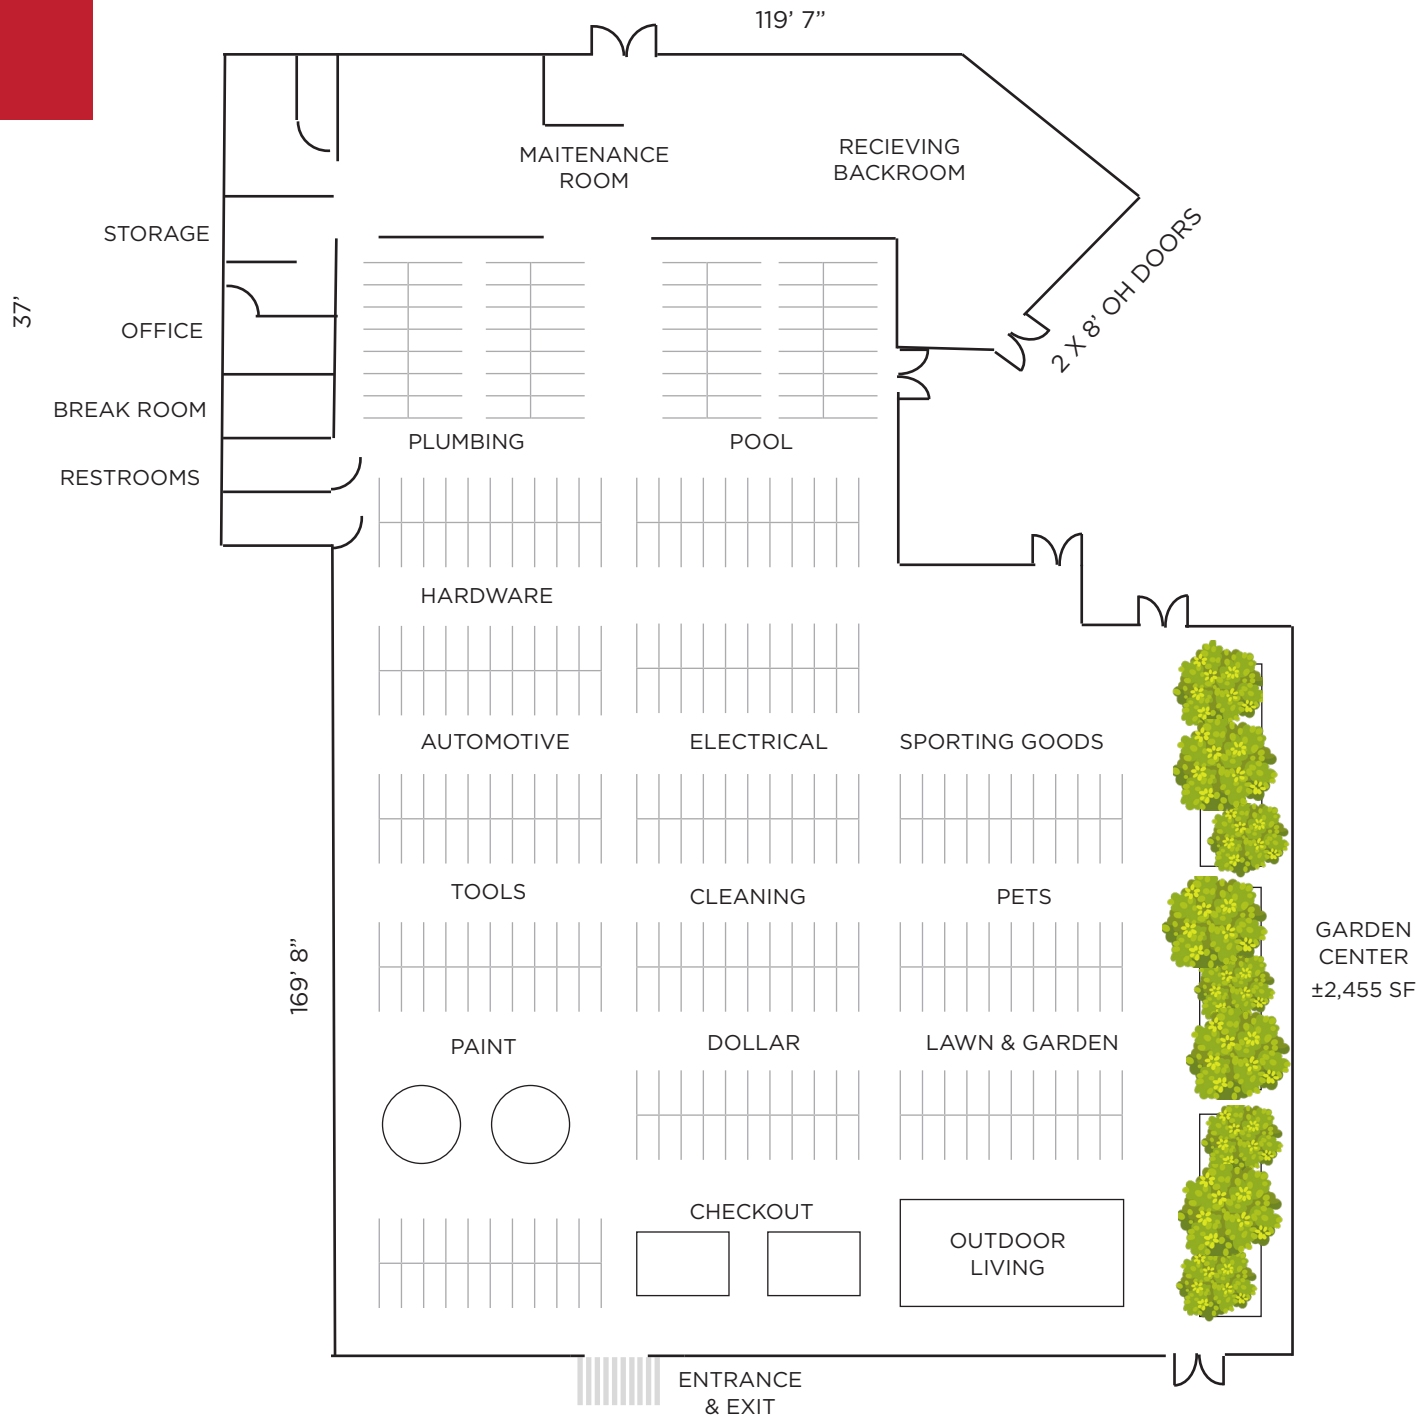 119’ 7”
MAITENANCE
ROOM
RECIEVING
BACKROOM
STORAGE
2 X 8’ OH DOORS
37’
OFFICE
BREAK ROOM
PLUMBING
POOL
RESTROOMS
HARDWARE
AUTOMOTIVE
ELECTRICAL
SPORTING GOODS
TOOLS
CLEANING
PETS
GARDEN
CENTER
±2,455 SF
169’ 8”
PAINT
DOLLAR
LAWN & GARDEN
CHECKOUT
OUTDOOR
LIVING
ENTRANCE
& EXIT